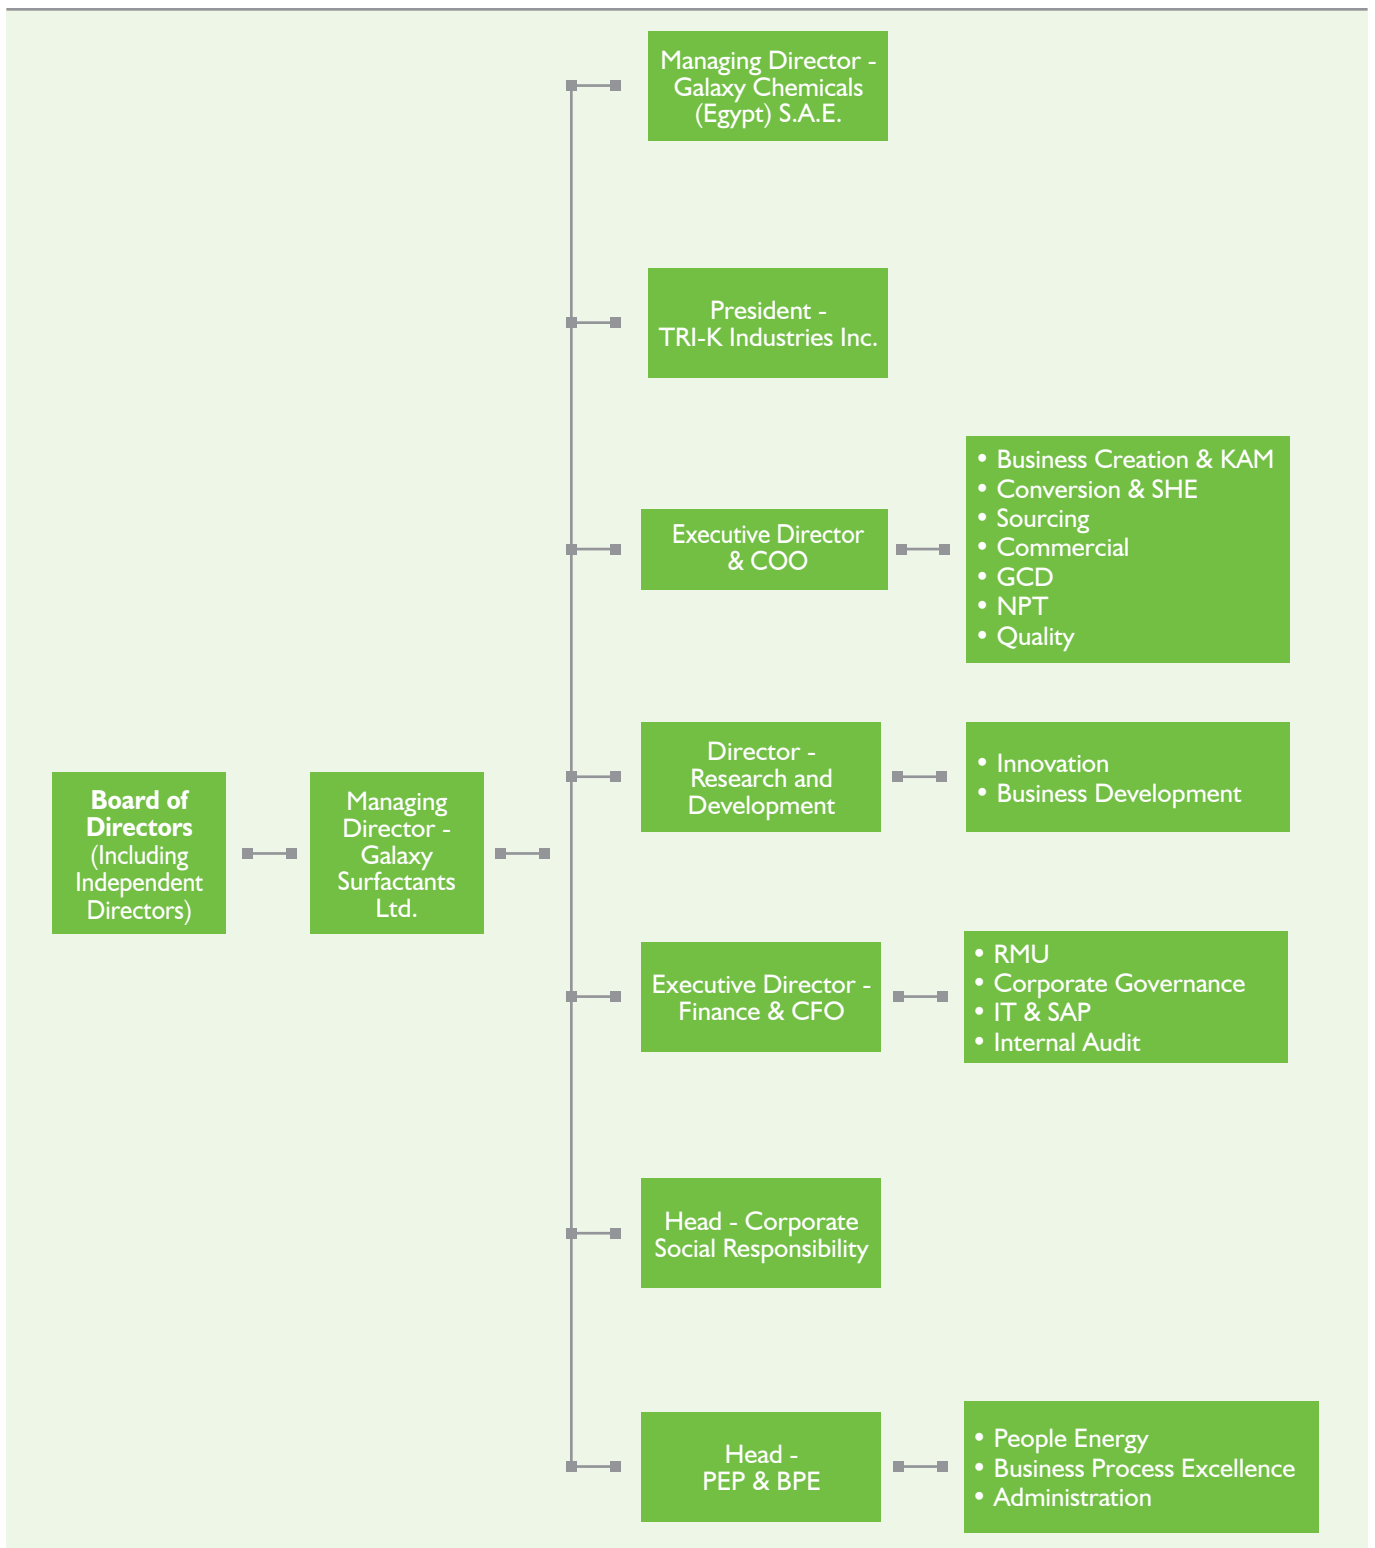 Managing Director -
Galaxy Chemicals
(Egypt) S.A.E.
President -
TRI-K Industries Inc.
Executive Director
& COO
• Business Creation & KAM
• Conversion & SHE
• Sourcing
• Commercial
• GCD
• NPT
• Quality
Director -
Research and
Development
• Innovation
• Business Development
Board of
Directors
(Including
Independent
Directors)
Managing
Director -
Galaxy
Surfactants
Ltd.
Executive Director -
Finance & CFO
• RMU
• Corporate Governance
• IT & SAP
• Internal Audit
Head - Corporate
Social Responsibility
Head -
PEP & BPE
• People Energy
• Business Process Excellence
• Administration